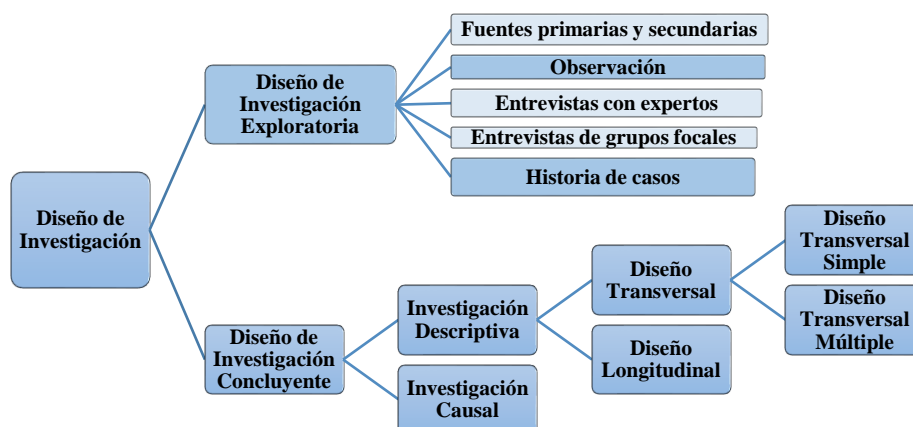 Fuentes primarias y secundarias
Observación
Entrevistas con expertos
Entrevistas de grupos focales
Historia de casos
Diseño de
Investigación
Exploratoria
Diseño de
Investigación
Diseño de
Investigación
Concluyente
Investigación
Descriptiva
Investigación
Causal
Diseño
Transversal
Diseño
Longitudinal
Diseño
Transversal
Simple
Diseño
Transversal
Múltiple